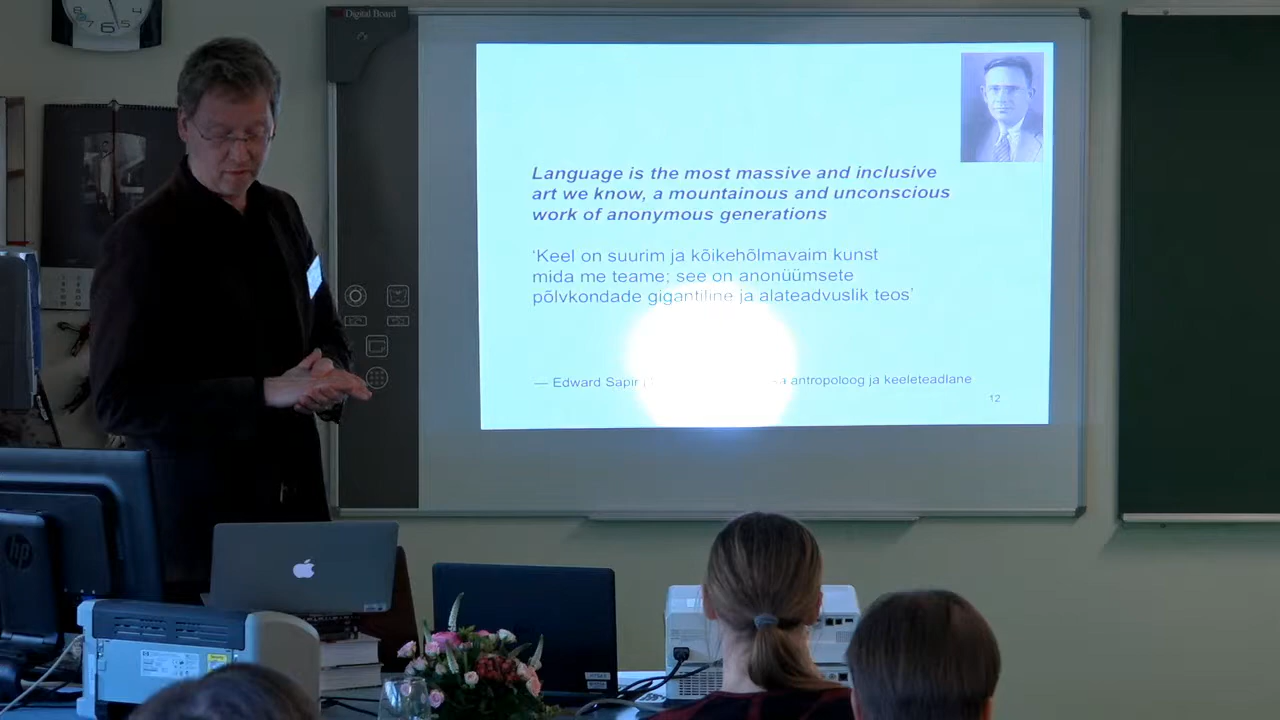 Digital Board
Language is the most massive and inclusive
art we know, a mountainous and unconscious
work of anonymous generations
‘Keel on suurim ja kõikehõlmavaim kunst
mida me teame; see on anonüümsete
põlvkondade gigantiline ja alateadvuslik teos’
— Edward Sapir antropoloog ja keeleteadlane
12
hp